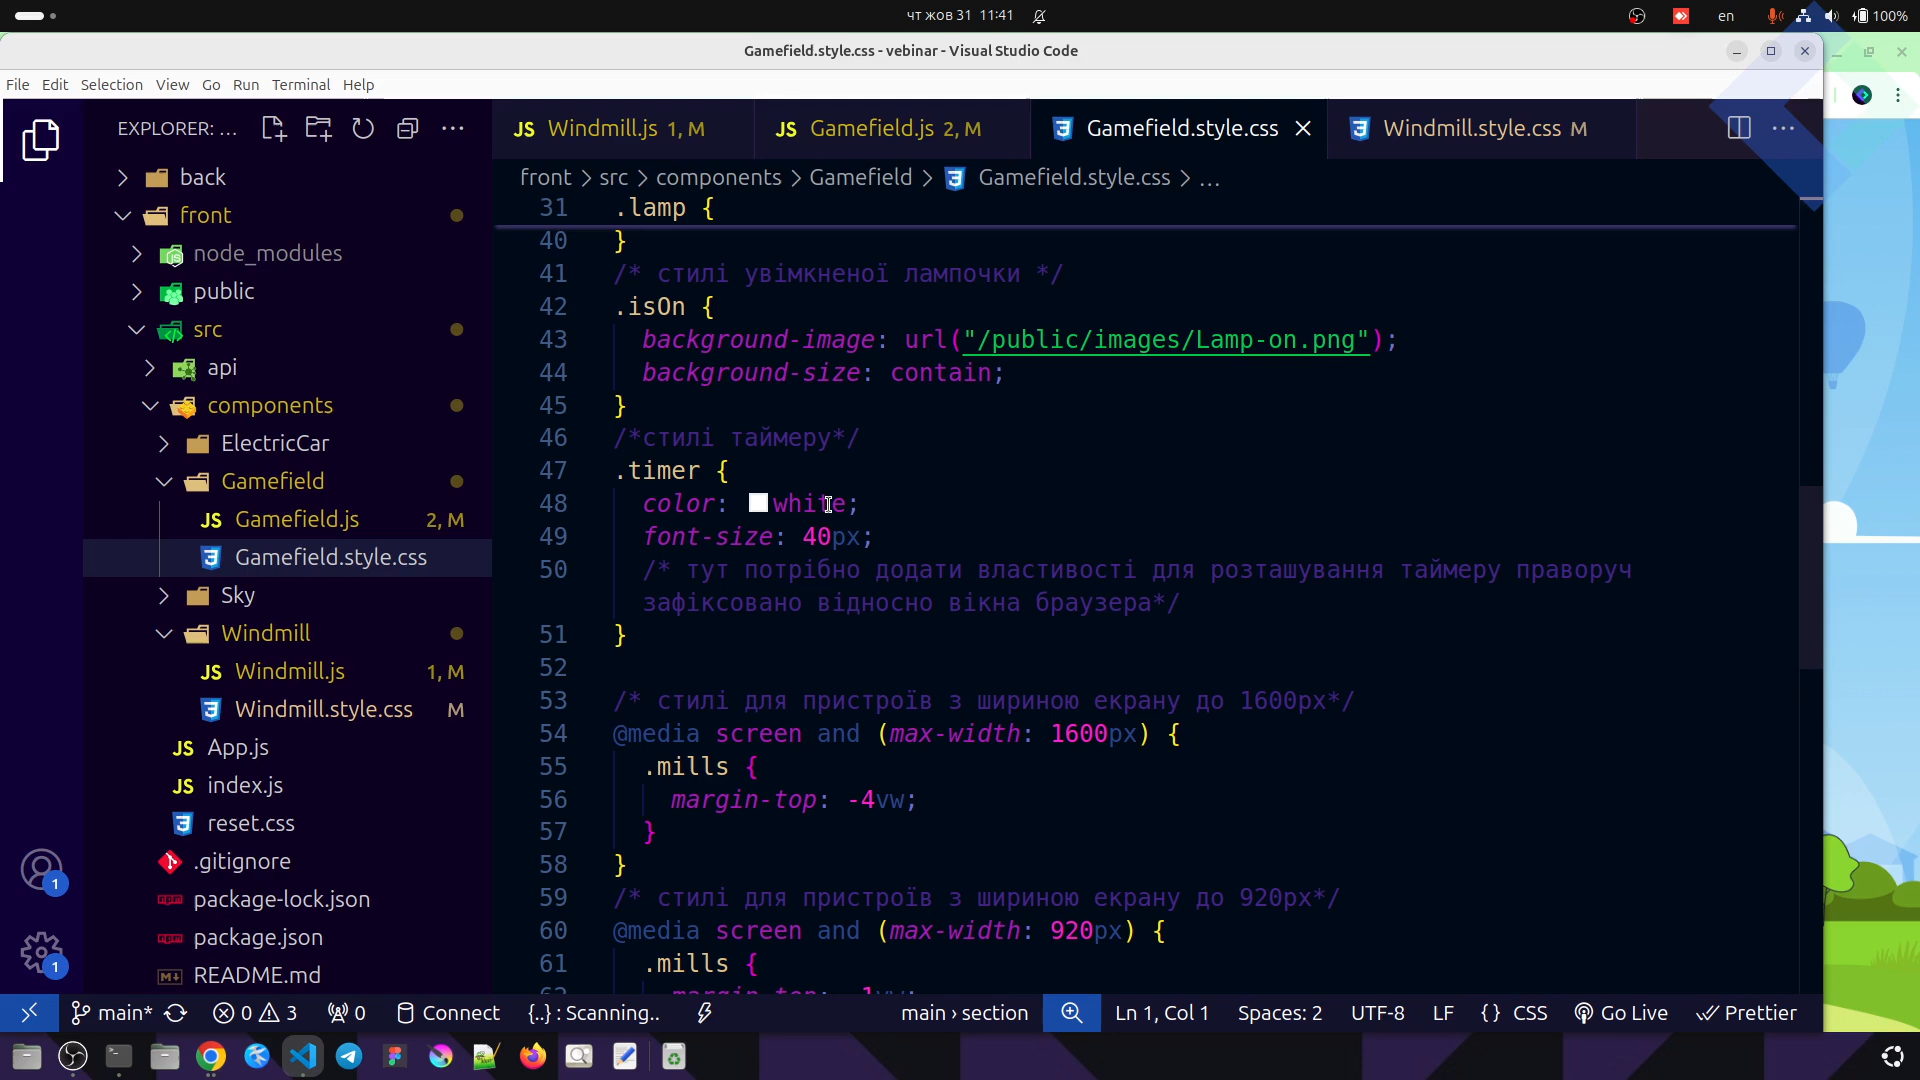 чт жов 31 11:41
en
100%
Gamefield.style.css - vebinar - Visual Studio Code
File Edit Selection View Go Run Terminal Help
EXPLORER: ...
JS Windmill.js 1, M
JS Gamefield.js 2, M
Gamefield.style.css
Windmill.style.css M
front > src > components > Gamefield > Gamefield.style.css > ...
back
front
node_modules
public
src
api
components
ElectricCar
Gamefield
JS Gamefield.js 2, M
Gamefield.style.css
Sky
Windmill
JS Windmill.js 1, M
Windmill.style.css M
JS App.js
JS index.js
reset.css
.gitignore
package-lock.json
package.json
README.md
1
1
31 .lamp {
40 }
41 /* стилі увімкненої лампочки */
42 .isOn {
43 background-image: url("/public/images/Lamp-on.png");
44 background-size: contain;
45 }
46 /*стилі таймеру*/
47 .timer {
48 color: white;
49 font-size: 40px;
50 /* тут потрібно додати властивості для розташування таймеру праворуч
зафіксовано відносно вікна браузера*/
51 }
52
53 /* стилі для пристроїв з шириною екрану до 1600px*/
54 @media screen and (max-width: 1600px) {
55 .mills {
56 margin-top: -4vw;
57 }
58 }
59 /* стилі для пристроїв з шириною екрану до 920px*/
60 @media screen and (max-width: 920px) {
61 .mills {
main* 0 3 0 Connect {..} : Scanning.. main › section Ln 1, Col 1 Spaces: 2 UTF-8 LF {} CSS Go Live Prettier